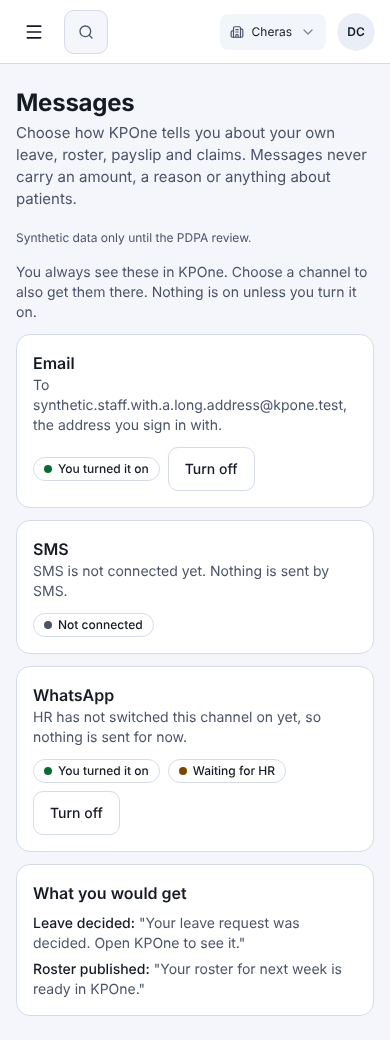 Cheras
DC
Messages
Choose how KPOne tells you about your own
leave, roster, payslip and claims. Messages never
carry an amount, a reason or anything about
patients.
Synthetic data only until the PDPA review.
You always see these in KPOne. Choose a channel to
also get them there. Nothing is on unless you turn it
on.
Email
To
synthetic.staff.with.a.long.address@kpone.test,
the address you sign in with.
You turned it on
Turn off
SMS
SMS is not connected yet. Nothing is sent by
SMS.
Not connected
WhatsApp
HR has not switched this channel on yet, so
nothing is sent for now.
You turned it on
Waiting for HR
Turn off
What you would get
Leave decided: "Your leave request was
decided. Open KPOne to see it."
Roster published: "Your roster for next week is
ready in KPOne."